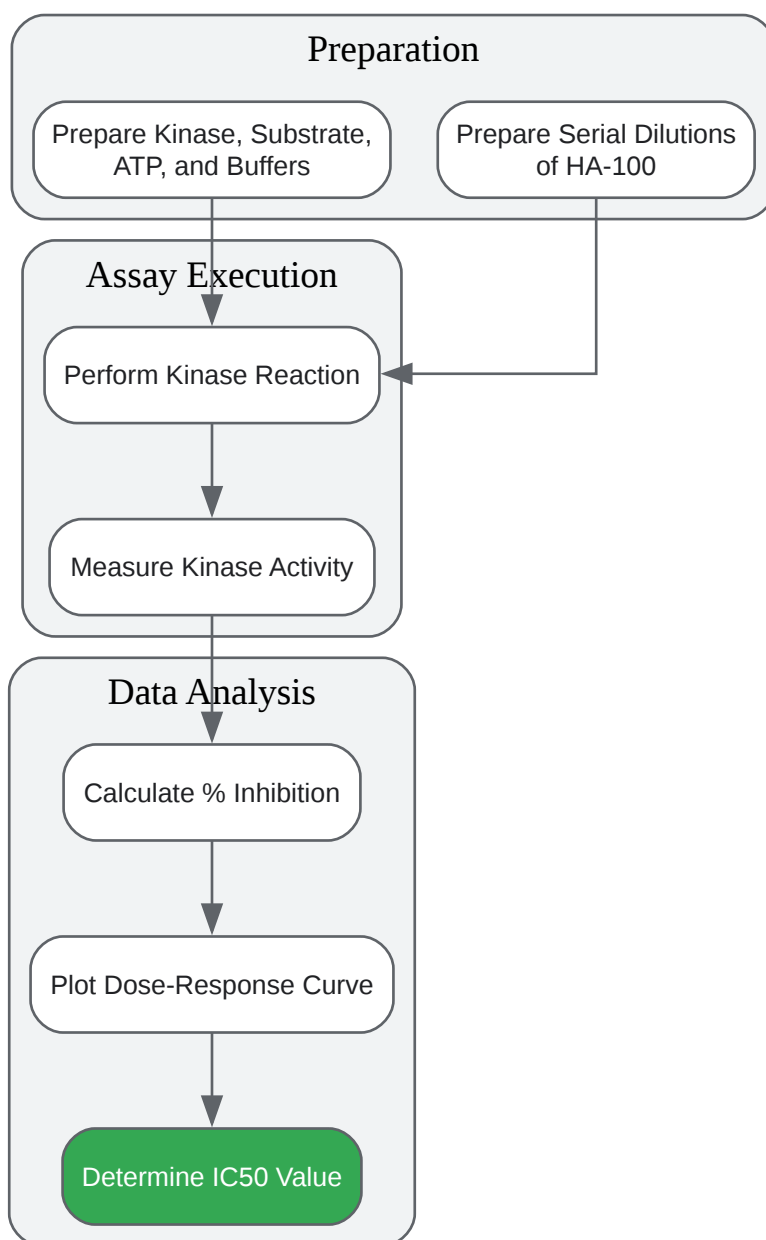 Preparation
Prepare Kinase, Substrate,
ATP, and Buffers
Prepare Serial Dilutions
of HA-100
Assay Execution
Perform Kinase Reaction
Measure Kinase Activity
Data Analysis
Calculate % Inhibition
Plot Dose-Response Curve
Determine IC50 Value